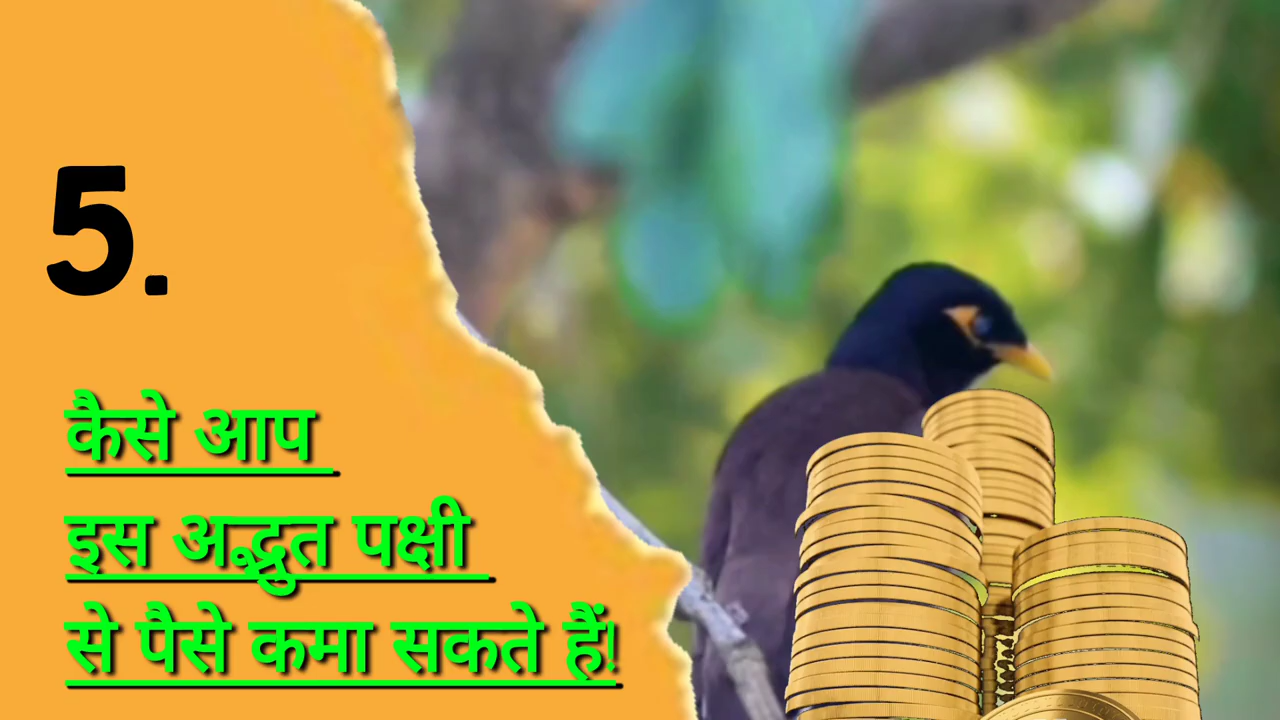 5.
कैसे आप
इस अद्भुत पक्षी
से पैसे कमा सकते हैं!